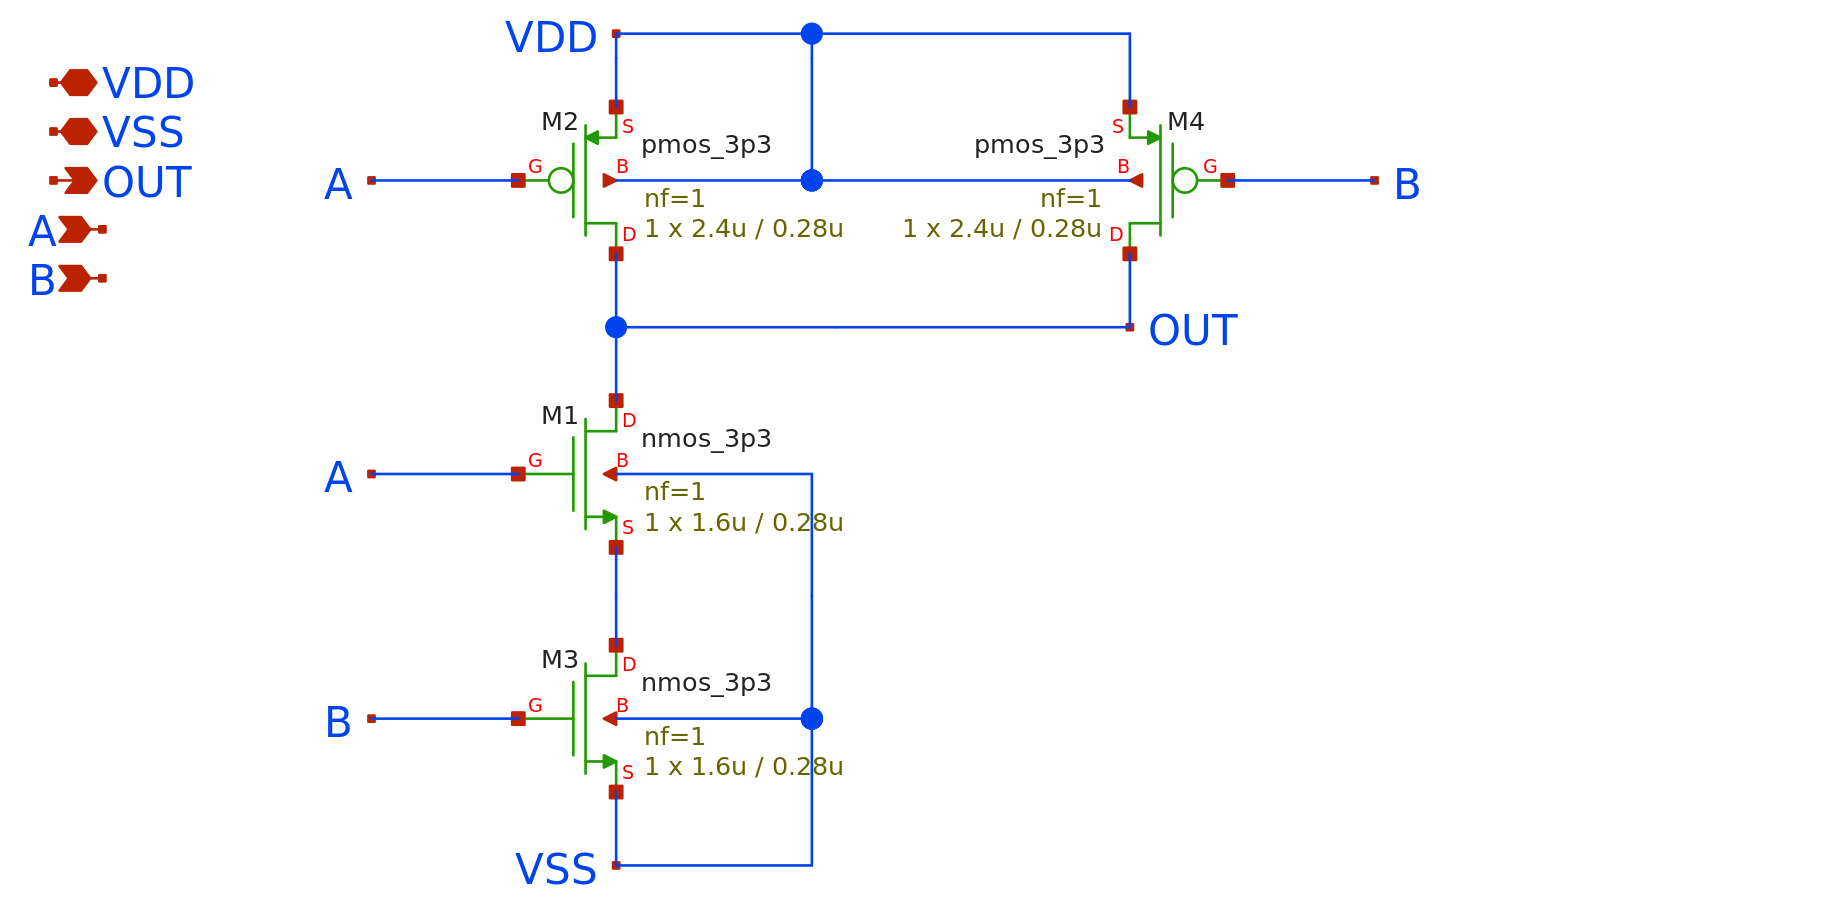 VDD
VSS
OUT
A
B
VDD
M2
S
pmos_3p3
G
B
nf=1
1 x 2.4u / 0.28u
D
A
M4
S
pmos_3p3
B
G
nf=1
1 x 2.4u / 0.28u
D
B
OUT
M1
D
nmos_3p3
G
B
nf=1
1 x 1.6u / 0.28u
S
A
M3
D
nmos_3p3
G
B
nf=1
1 x 1.6u / 0.28u
S
B
VSS